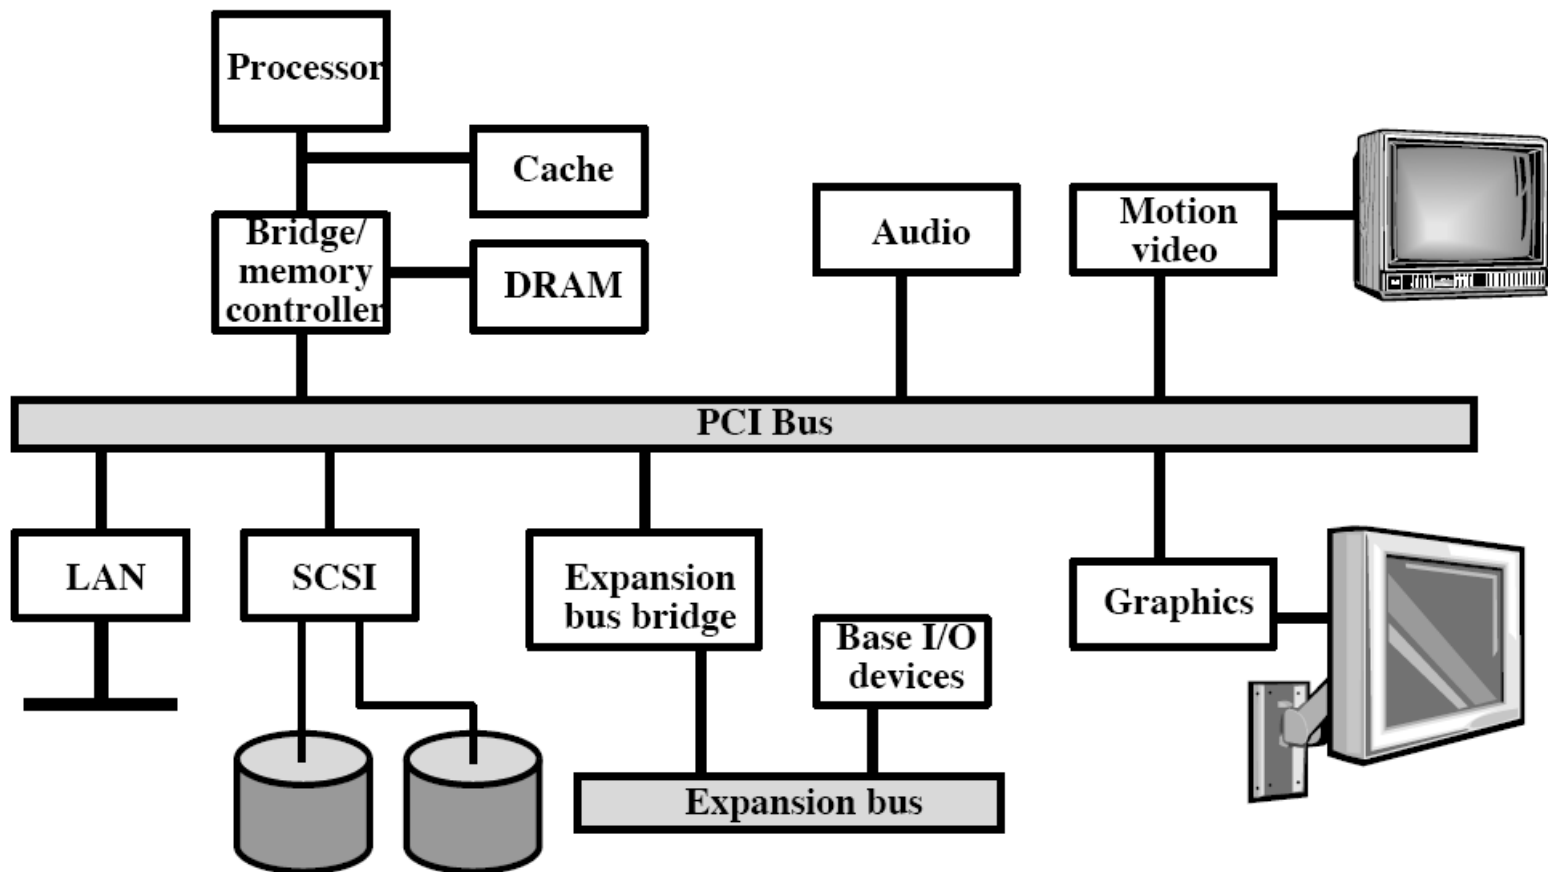 Processor
Cache
Bridge/
memory
controller
DRAM
Audio
Motion
video
PCI Bus
LAN
SCSI
Expansion
bus bridge
Base I/O
devices
Graphics
Expansion bus